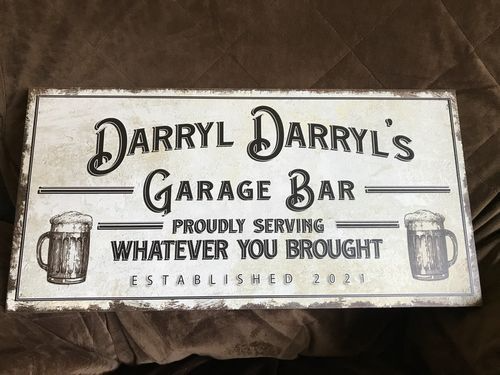 Darryl Darryl's
Garage Bar
PROUDLY SERVING
WHATEVER YOU BROUGHT
ESTABLISHED 2021